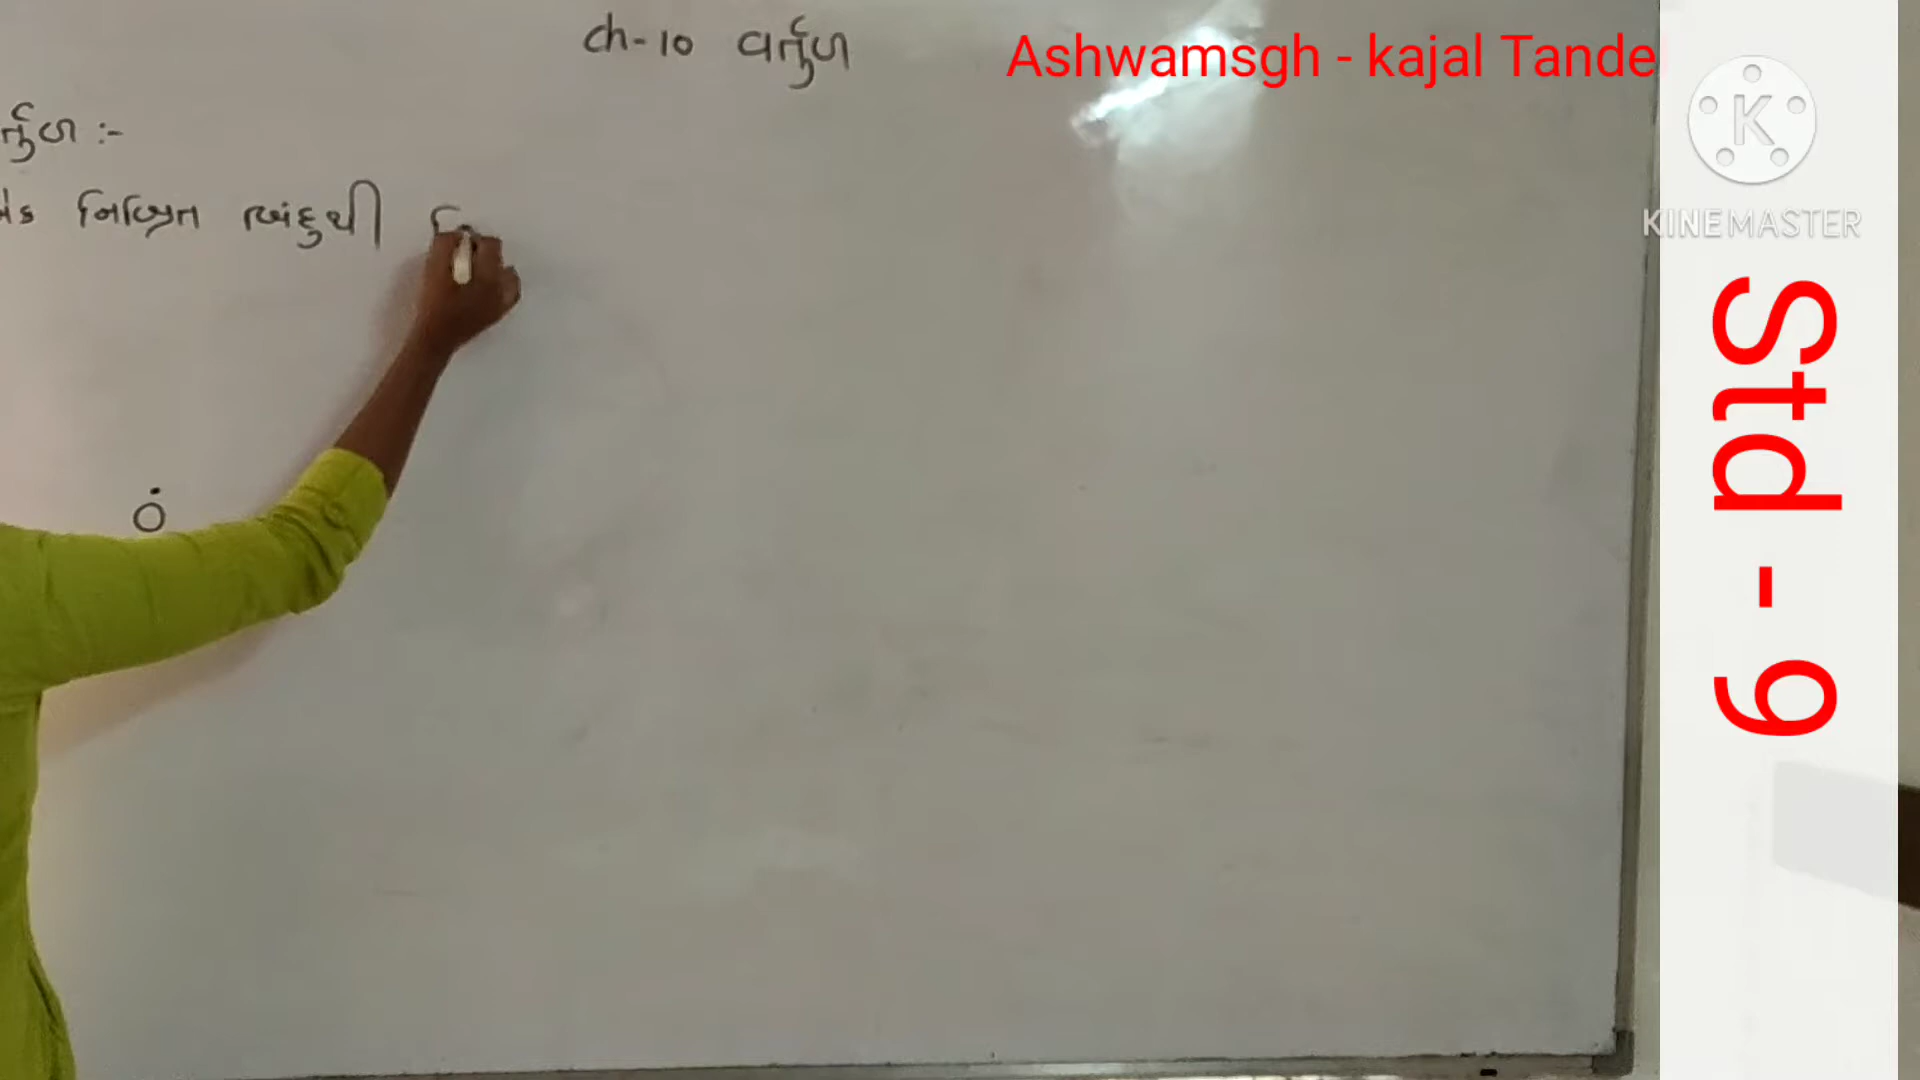 ch-10 વર્તુળ
Ashwamsgh - kajal Tande
ર્તુળ :-
નિશ્ચિત બિંદુથી
O
KINEMASTER
Std - 9